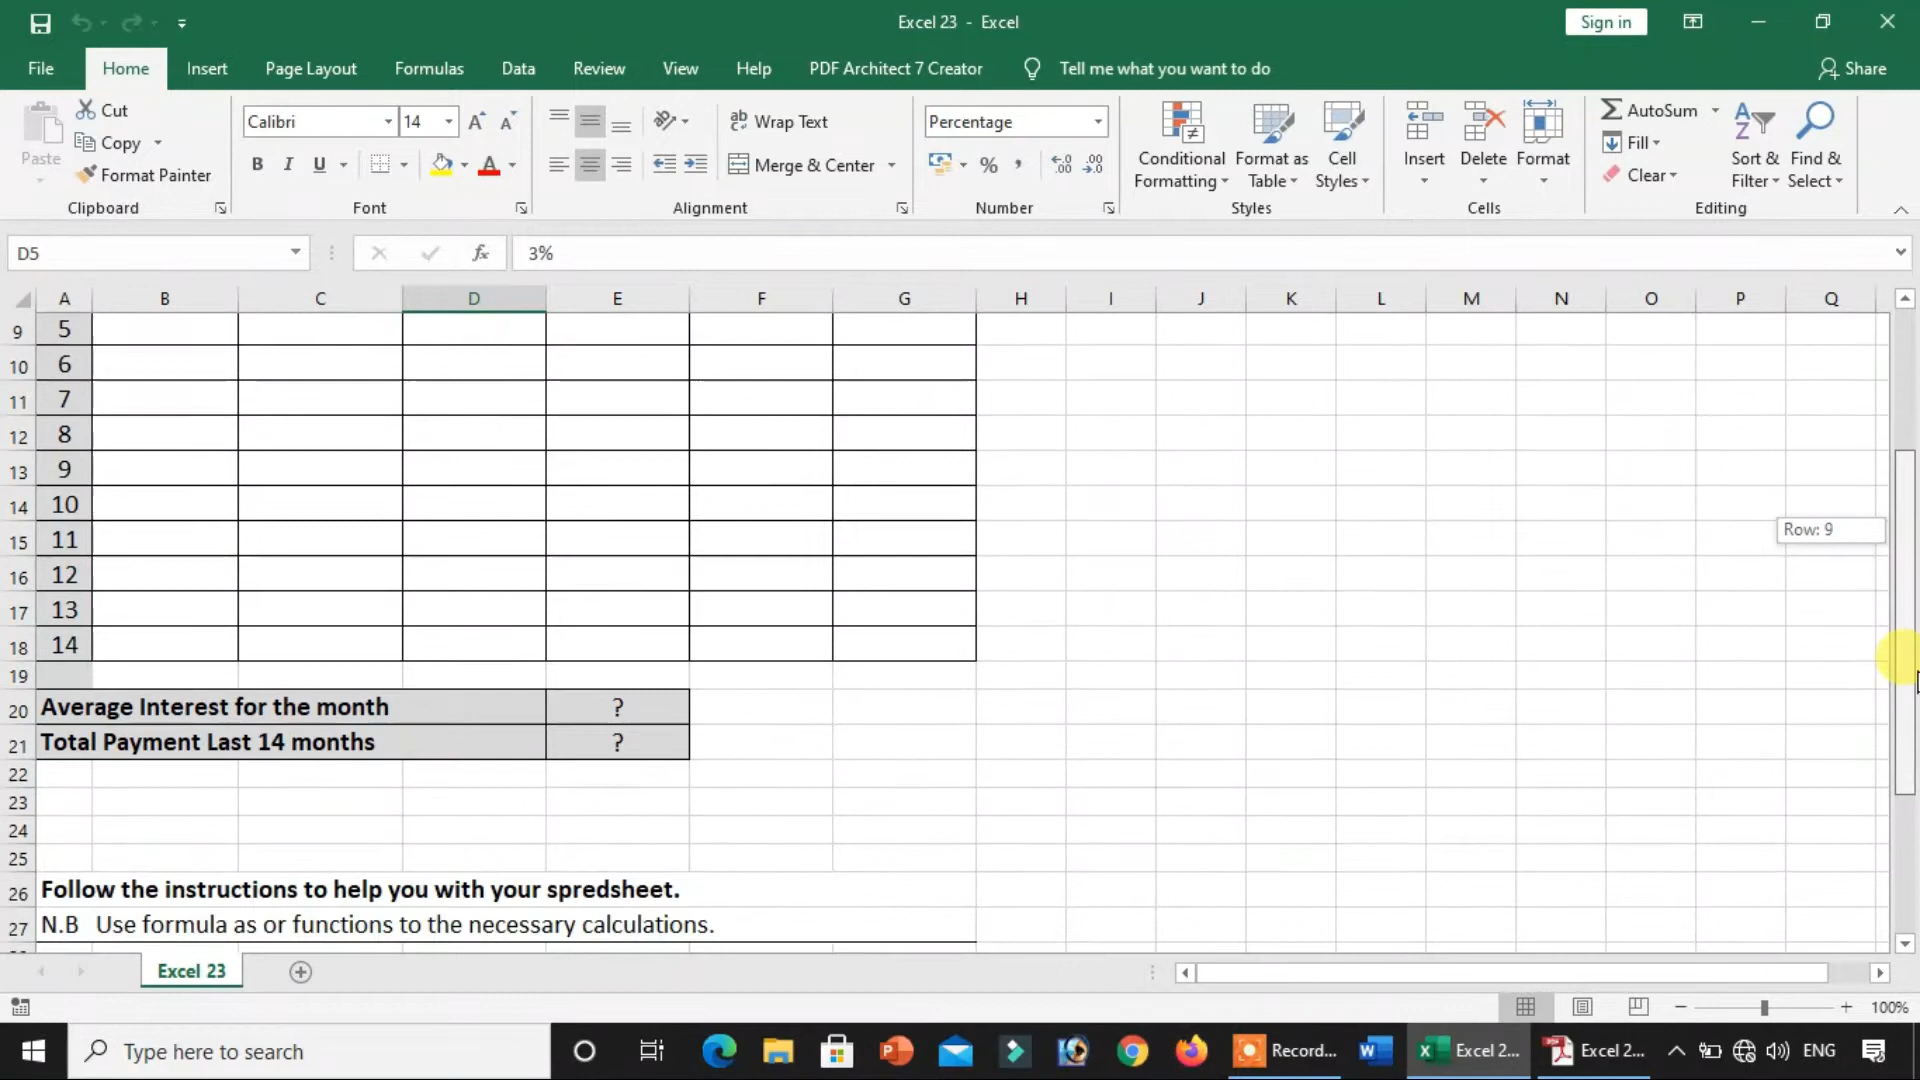 Excel 23 - Excel
Sign in
File Home Insert Page Layout Formulas Data Review View Help PDF Architect 7 Creator Tell me what you want to do Share
Paste
Cut
Copy
Format Painter
Clipboard
Calibri 14
B I U
Font
Wrap Text
Merge & Center
Alignment
Percentage
%
Number
Conditional Formatting
Format as Table
Cell Styles
Styles
Insert Delete Format
Cells
AutoSum
Fill
Clear
Sort & Filter
Find & Select
Editing
D5 fx 3%
A B C D E F G H I J K L M N O P Q
9 5
10 6
11 7
12 8
13 9
14 10
15 11
Row: 9
16 12
17 13
18 14
19
20 Average Interest for the month ?
21 Total Payment Last 14 months ?
22
23
24
25
26 Follow the instructions to help you with your spredsheet.
27 N.B Use formula as or functions to the necessary calculations.
Excel 23
100%
Type here to search
Record...
Excel 2...
Excel 2...
ENG